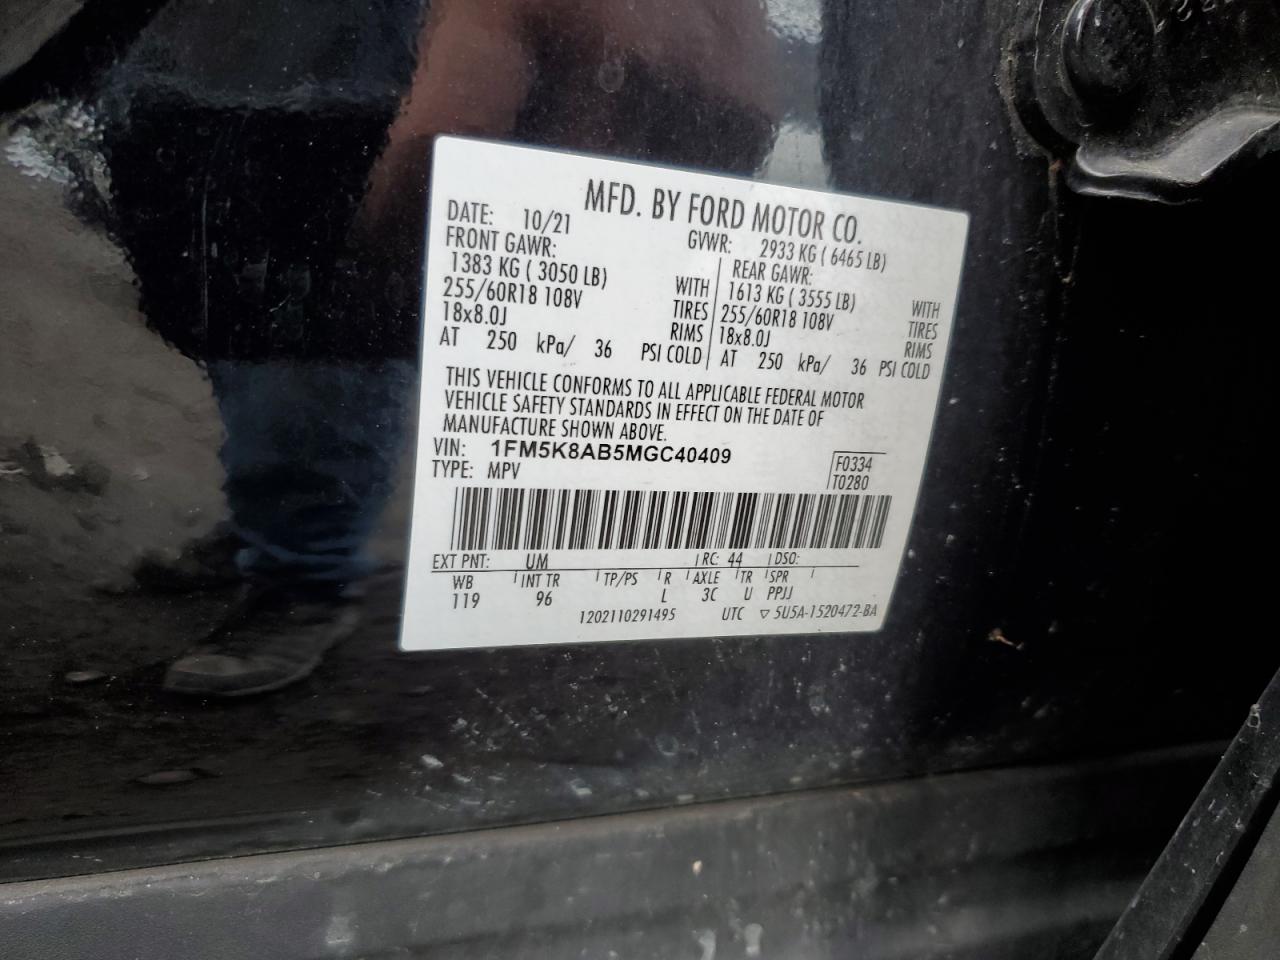 MFD. BY FORD MOTOR CO.
DATE: 10/21 GVWR: 2933 KG ( 6465 LB)
FRONT GAWR: REAR GAWR:
1383 KG ( 3050 LB) WITH 1613 KG ( 3555 LB) WITH
255/60R18 108V TIRES 255/60R18 108V TIRES
18x8.0J RIMS 18x8.0J RIMS
AT 250 kPa/ 36 PSI COLD AT 250 kPa/ 36 PSI COLD
THIS VEHICLE CONFORMS TO ALL APPLICABLE FEDERAL MOTOR
VEHICLE SAFETY STANDARDS IN EFFECT ON THE DATE OF
MANUFACTURE SHOWN ABOVE.
VIN: 1FM5K8AB5MGC40409 F0334
TYPE: MPV T0280
EXT PNT: UM RC: 44 DSO:
WB INT TR TP/PS R AXLE TR SPR
119 96 L 3C U PPJJ
1202110291495 UTC ▽ 5U5A-1520472-BA